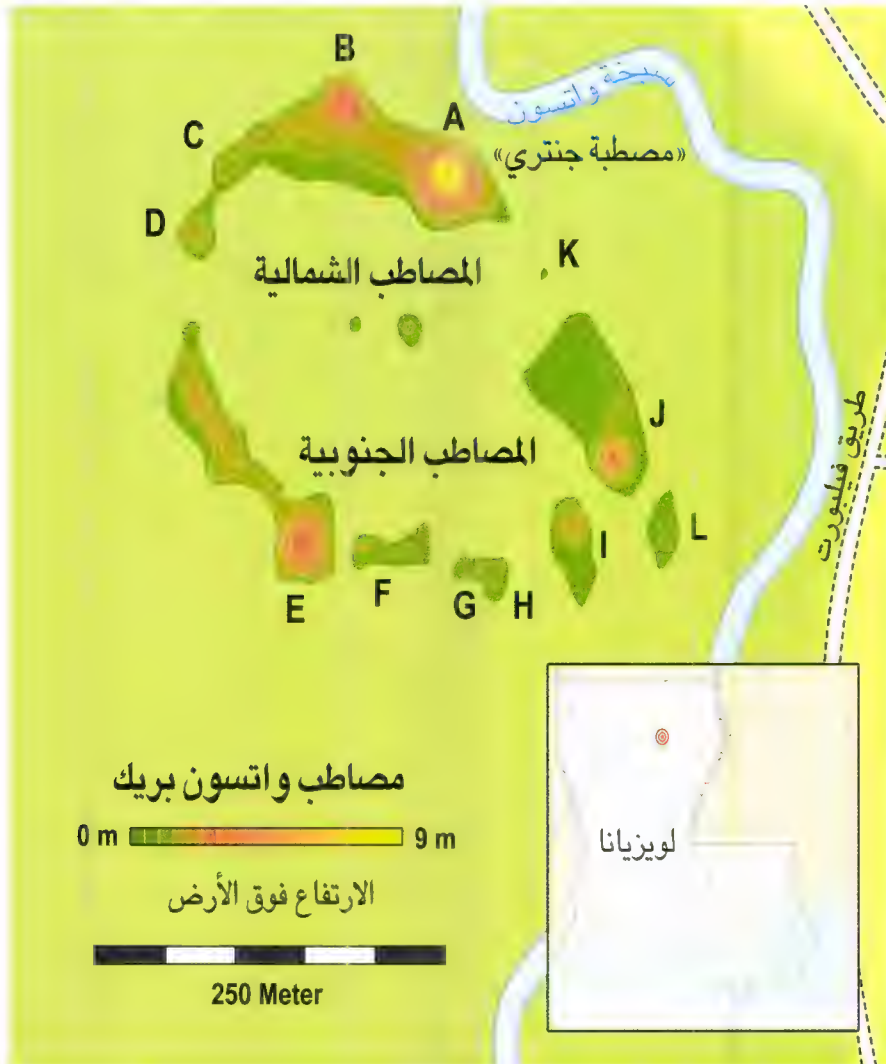 B
A
سبخة واتسون
C
«مصطبة جنتري»
D
المصاطب الشمالية
K
J
طريق فيلبورت
المصاطب الجنوبية
I
L
F
G
H
E
مصاطب واتسون بريك
0 m
9 m
لويزيانا
الارتفاع فوق الأرض
250 Meter